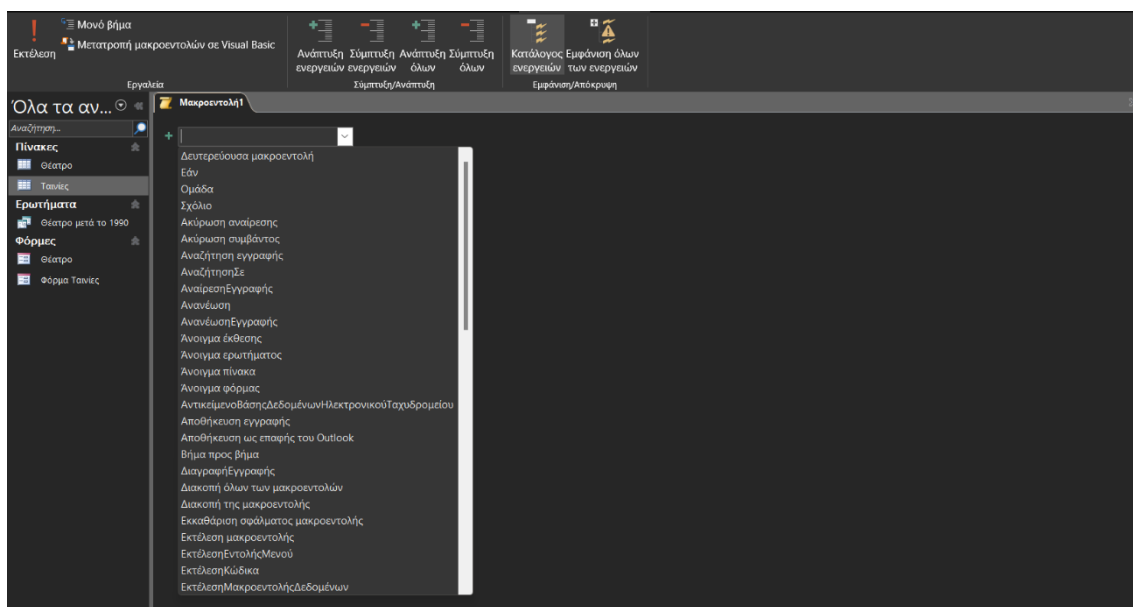 Μονό βήμα
Μετατροπή μακροεντολών σε Visual Basic
Εκτέλεση
Εργαλεία
Ανάπτυξη ενεργειών
Σύμπτυξη ενεργειών
Ανάπτυξη όλων
Σύμπτυξη όλων
Σύμπτυξη/Ανάπτυξη
Κατάλογος ενεργειών
Εμφάνιση όλων των ενεργειών
Εμφάνιση/Απόκρυψη
Όλα τα αν...
Αναζήτηση...
Πίνακες
Θέατρο
Ταινίες
Ερωτήματα
Θέατρο μετά το 1990
Φόρμες
Θέατρο
Φόρμα Ταινίες
Μακροεντολή1
Δευτερεύουσα μακροεντολή
Εάν
Ομάδα
Σχόλιο
Ακύρωση αναίρεσης
Ακύρωση συμβάντος
Αναζήτηση εγγραφής
ΑναζήτησηΣε
ΑναίρεσηΕγγραφής
Ανανέωση
ΑνανέωσηΕγγραφής
Άνοιγμα έκθεσης
Άνοιγμα ερωτήματος
Άνοιγμα πίνακα
Άνοιγμα φόρμας
ΑντικείμενοΒάσηςΔεδομένωνΗλεκτρονικούΤαχυδρομείου
Αποθήκευση εγγραφής
Αποθήκευση ως επαφής του Outlook
Βήμα προς βήμα
ΔιαγραφήΕγγραφής
Διακοπή όλων των μακροεντολών
Διακοπή της μακροεντολής
Εκκαθάριση σφάλματος μακροεντολής
Εκτέλεση μακροεντολής
ΕκτέλεσηΕντολήςΜενού
ΕκτέλεσηΚώδικα
ΕκτέλεσηΜακροεντολήςΔεδομένων